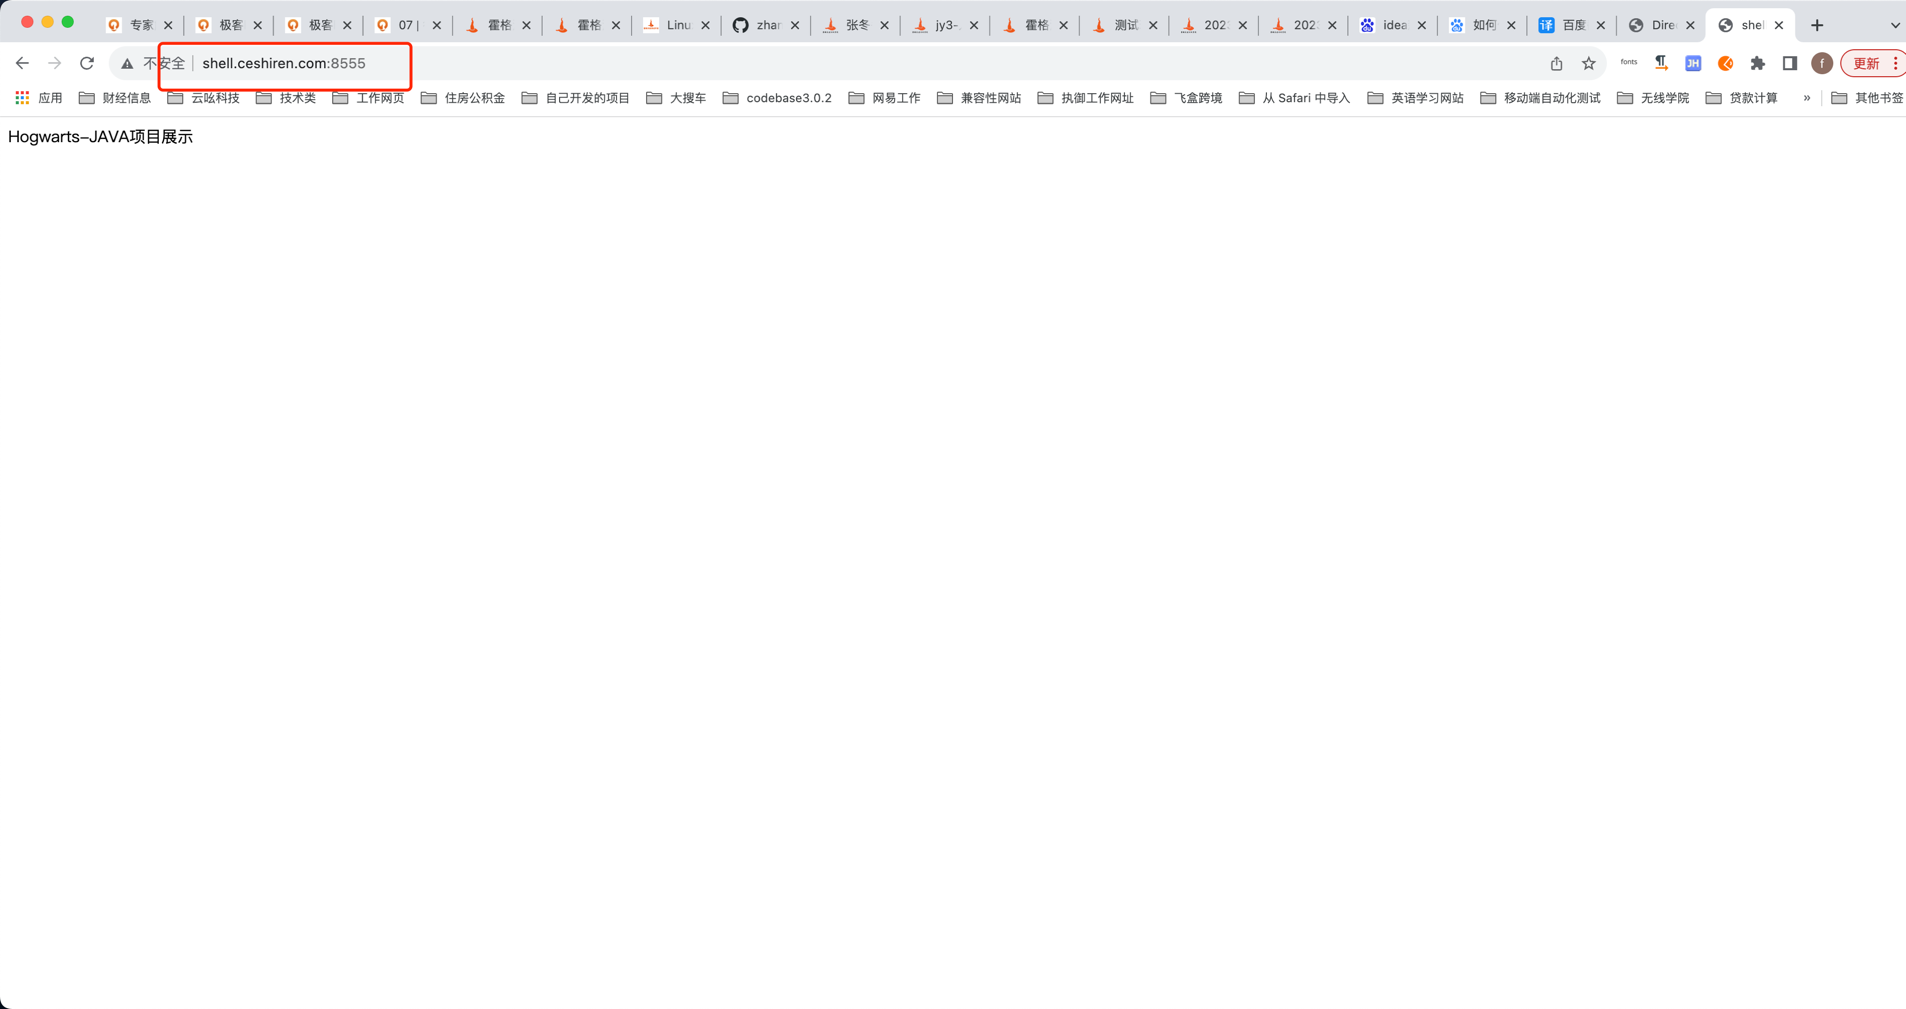 专家 极客 极客 07 | 霍格 霍格 Linu zhan 张冬 jy3- 霍格 测试 202 202 idea 如何 百度 Dire shel
不安全 shell.ceshiren.com:8555 fonts JH f 更新
应用 财经信息 云吆科技 技术类 工作网页 住房公积金 自己开发的项目 大搜车 codebase3.0.2 网易工作 兼容性网站 执御工作网址 飞盒跨境 从 Safari 中导入 英语学习网站 移动端自动化测试 无线学院 贷款计算 » 其他书签
Hogwarts-JAVA项目展示